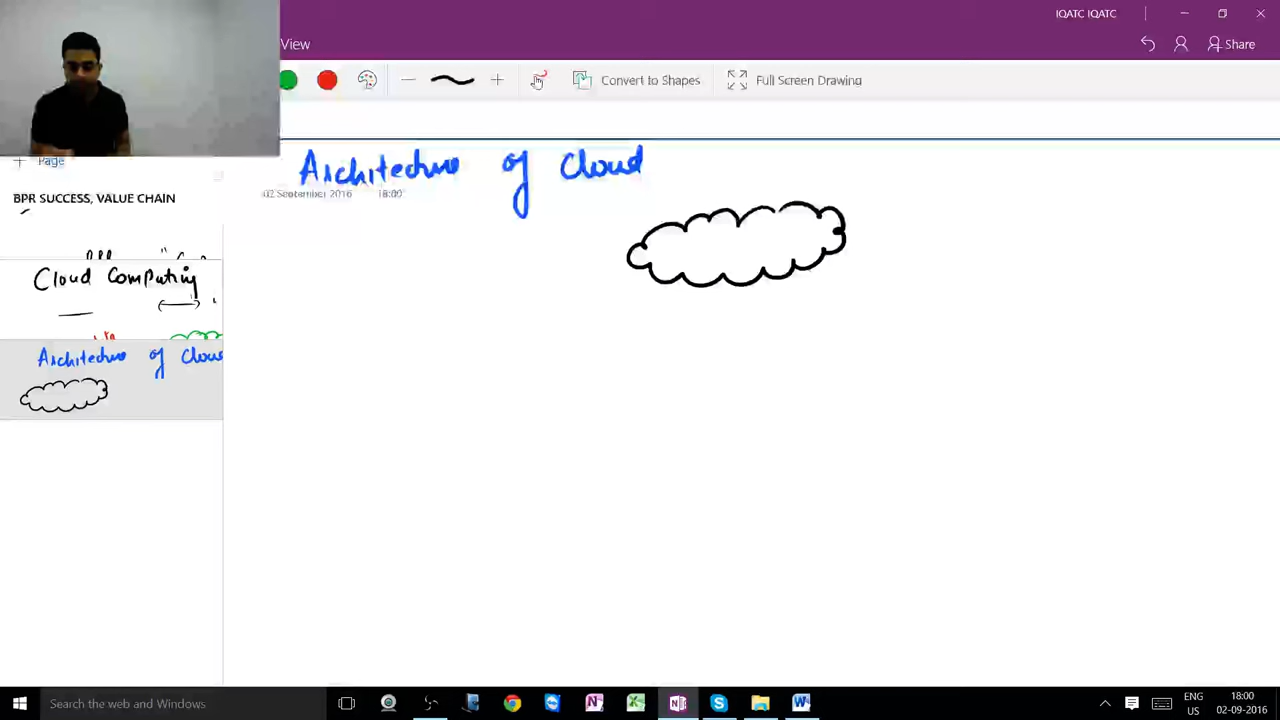 IQATC IQATC
View
Share
Convert to Shapes
Full Screen Drawing
+ Page
Architecture of Cloud
02 September 2016 18:00
BPR SUCCESS, VALUE CHAIN
Cloud Computing
Architecture of Cloud
Search the web and Windows
ENG
US
18:00
02-09-2016